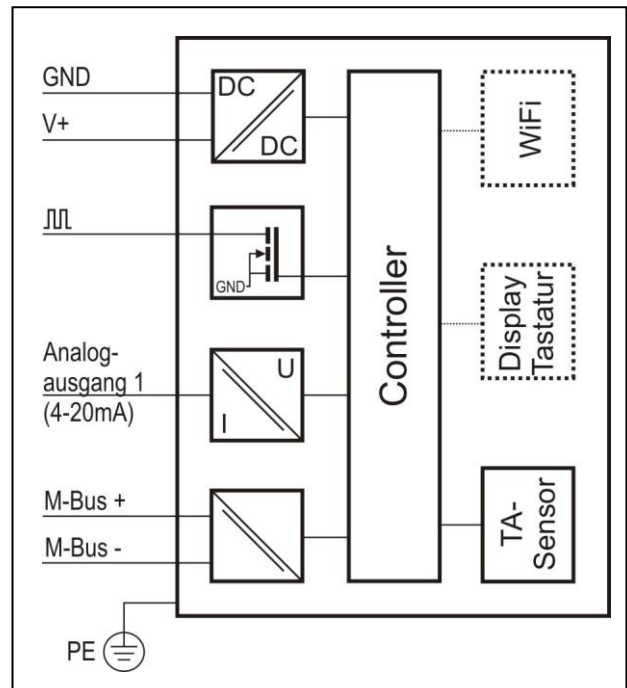 GND
V+
DC
DC
GND
Analog-
ausgang 1
(4-20mA)
U
I
M-Bus +
M-Bus -
PE
Controller
WiFi
Display
Tastatur
TA-
Sensor